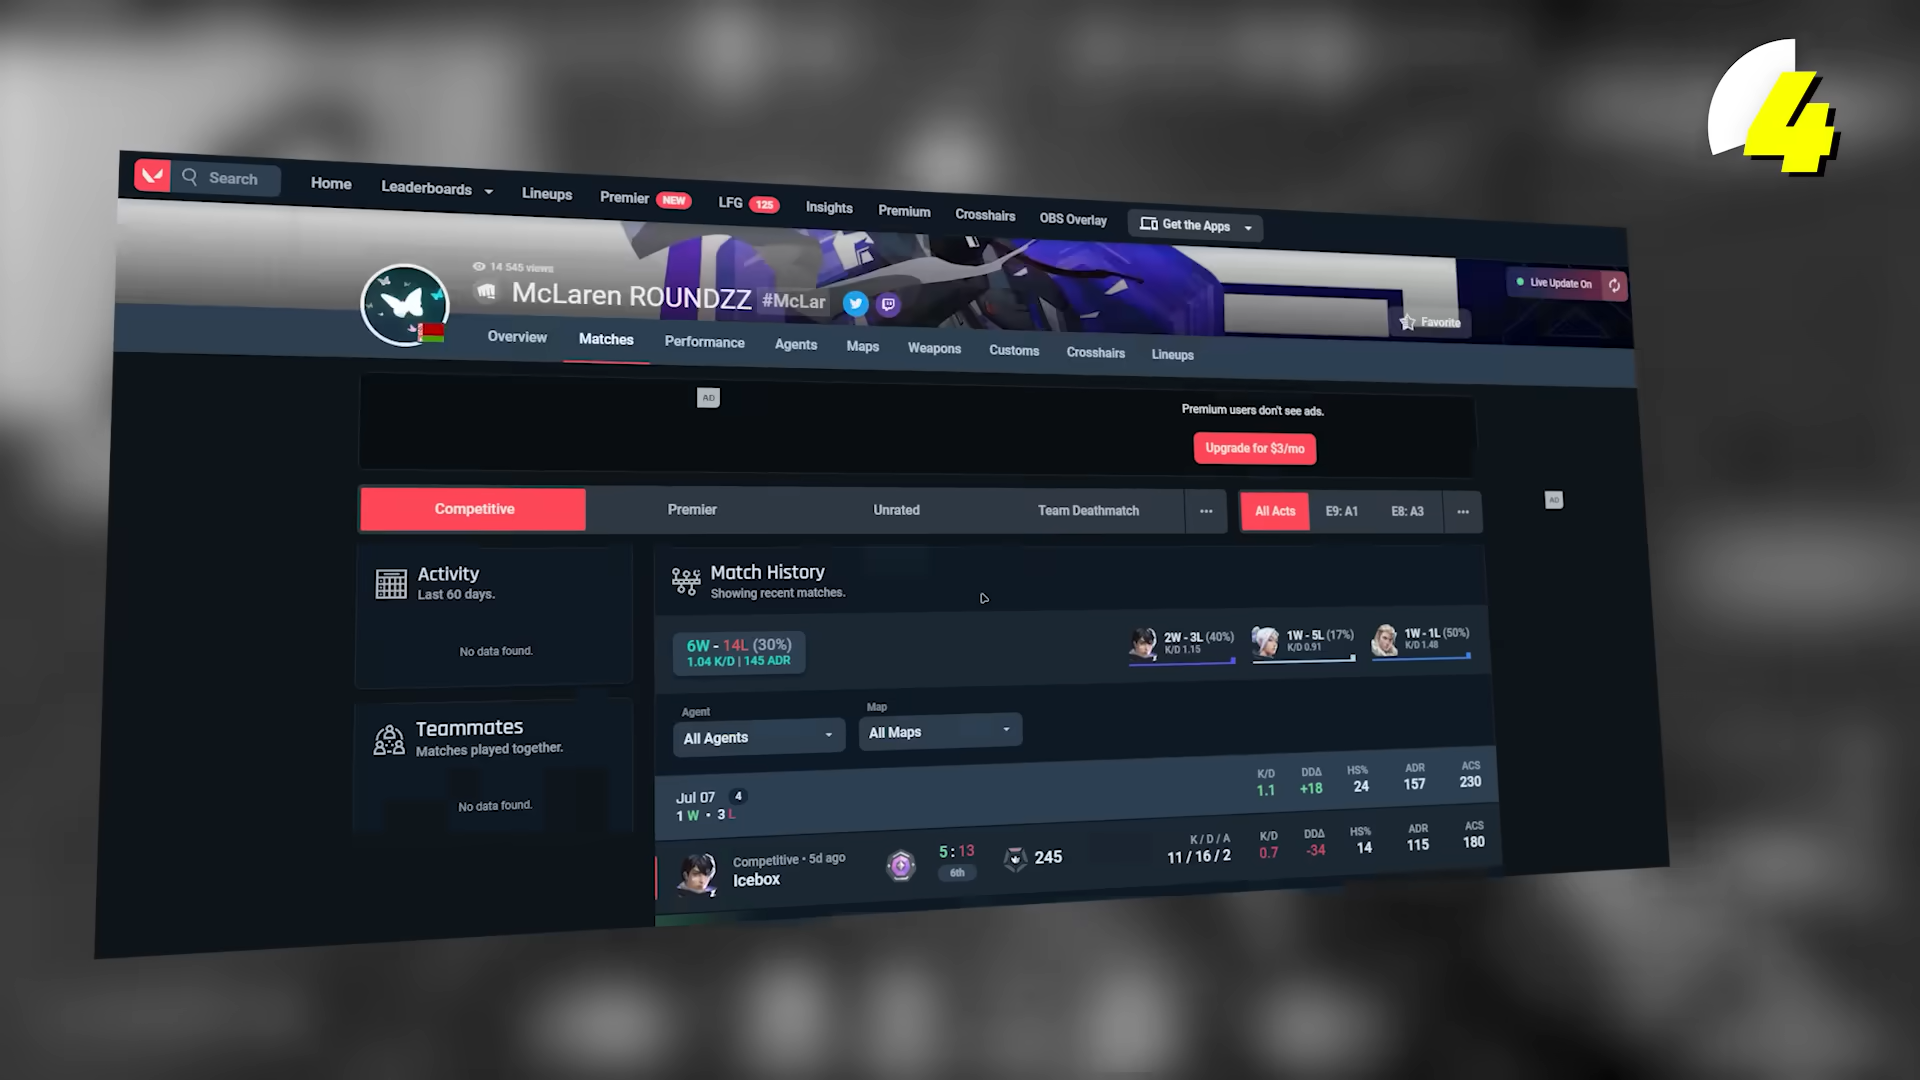 4
Search
Home
Leaderboards
Lineups
Premier NEW
LFG 125
Insights
Premium
Crosshairs
OBS Overlay
Get the Apps
14 545 views
McLaren ROUNDZZ #McLar
Live Update On
Favorite
Overview
Matches
Performance
Agents
Maps
Weapons
Customs
Crosshairs
Lineups
AD
Premium users don't see ads.
Upgrade for $3/mo
AD
Competitive
Premier
Unrated
Team Deathmatch
All Acts
E9: A1
E8: A3
Activity
Last 60 days.
No data found.
Teammates
Matches played together.
No data found.
Match History
Showing recent matches.
6W - 14L (30%)
1.04 K/D | 145 ADR
2W - 3L (40%)
K/D 1.15
1W - 5L (17%)
K/D 0.91
1W - 1L (50%)
K/D 1.48
Agent
All Agents
Map
All Maps
Jul 07 4
1 W • 3 L
K/D
1.1
DDΔ
+18
HS%
24
ADR
157
ACS
230
Competitive • 5d ago
Icebox
5 : 13
6th
245
K / D / A
11 / 16 / 2
K/D
0.7
DDΔ
-34
HS%
14
ADR
115
ACS
180